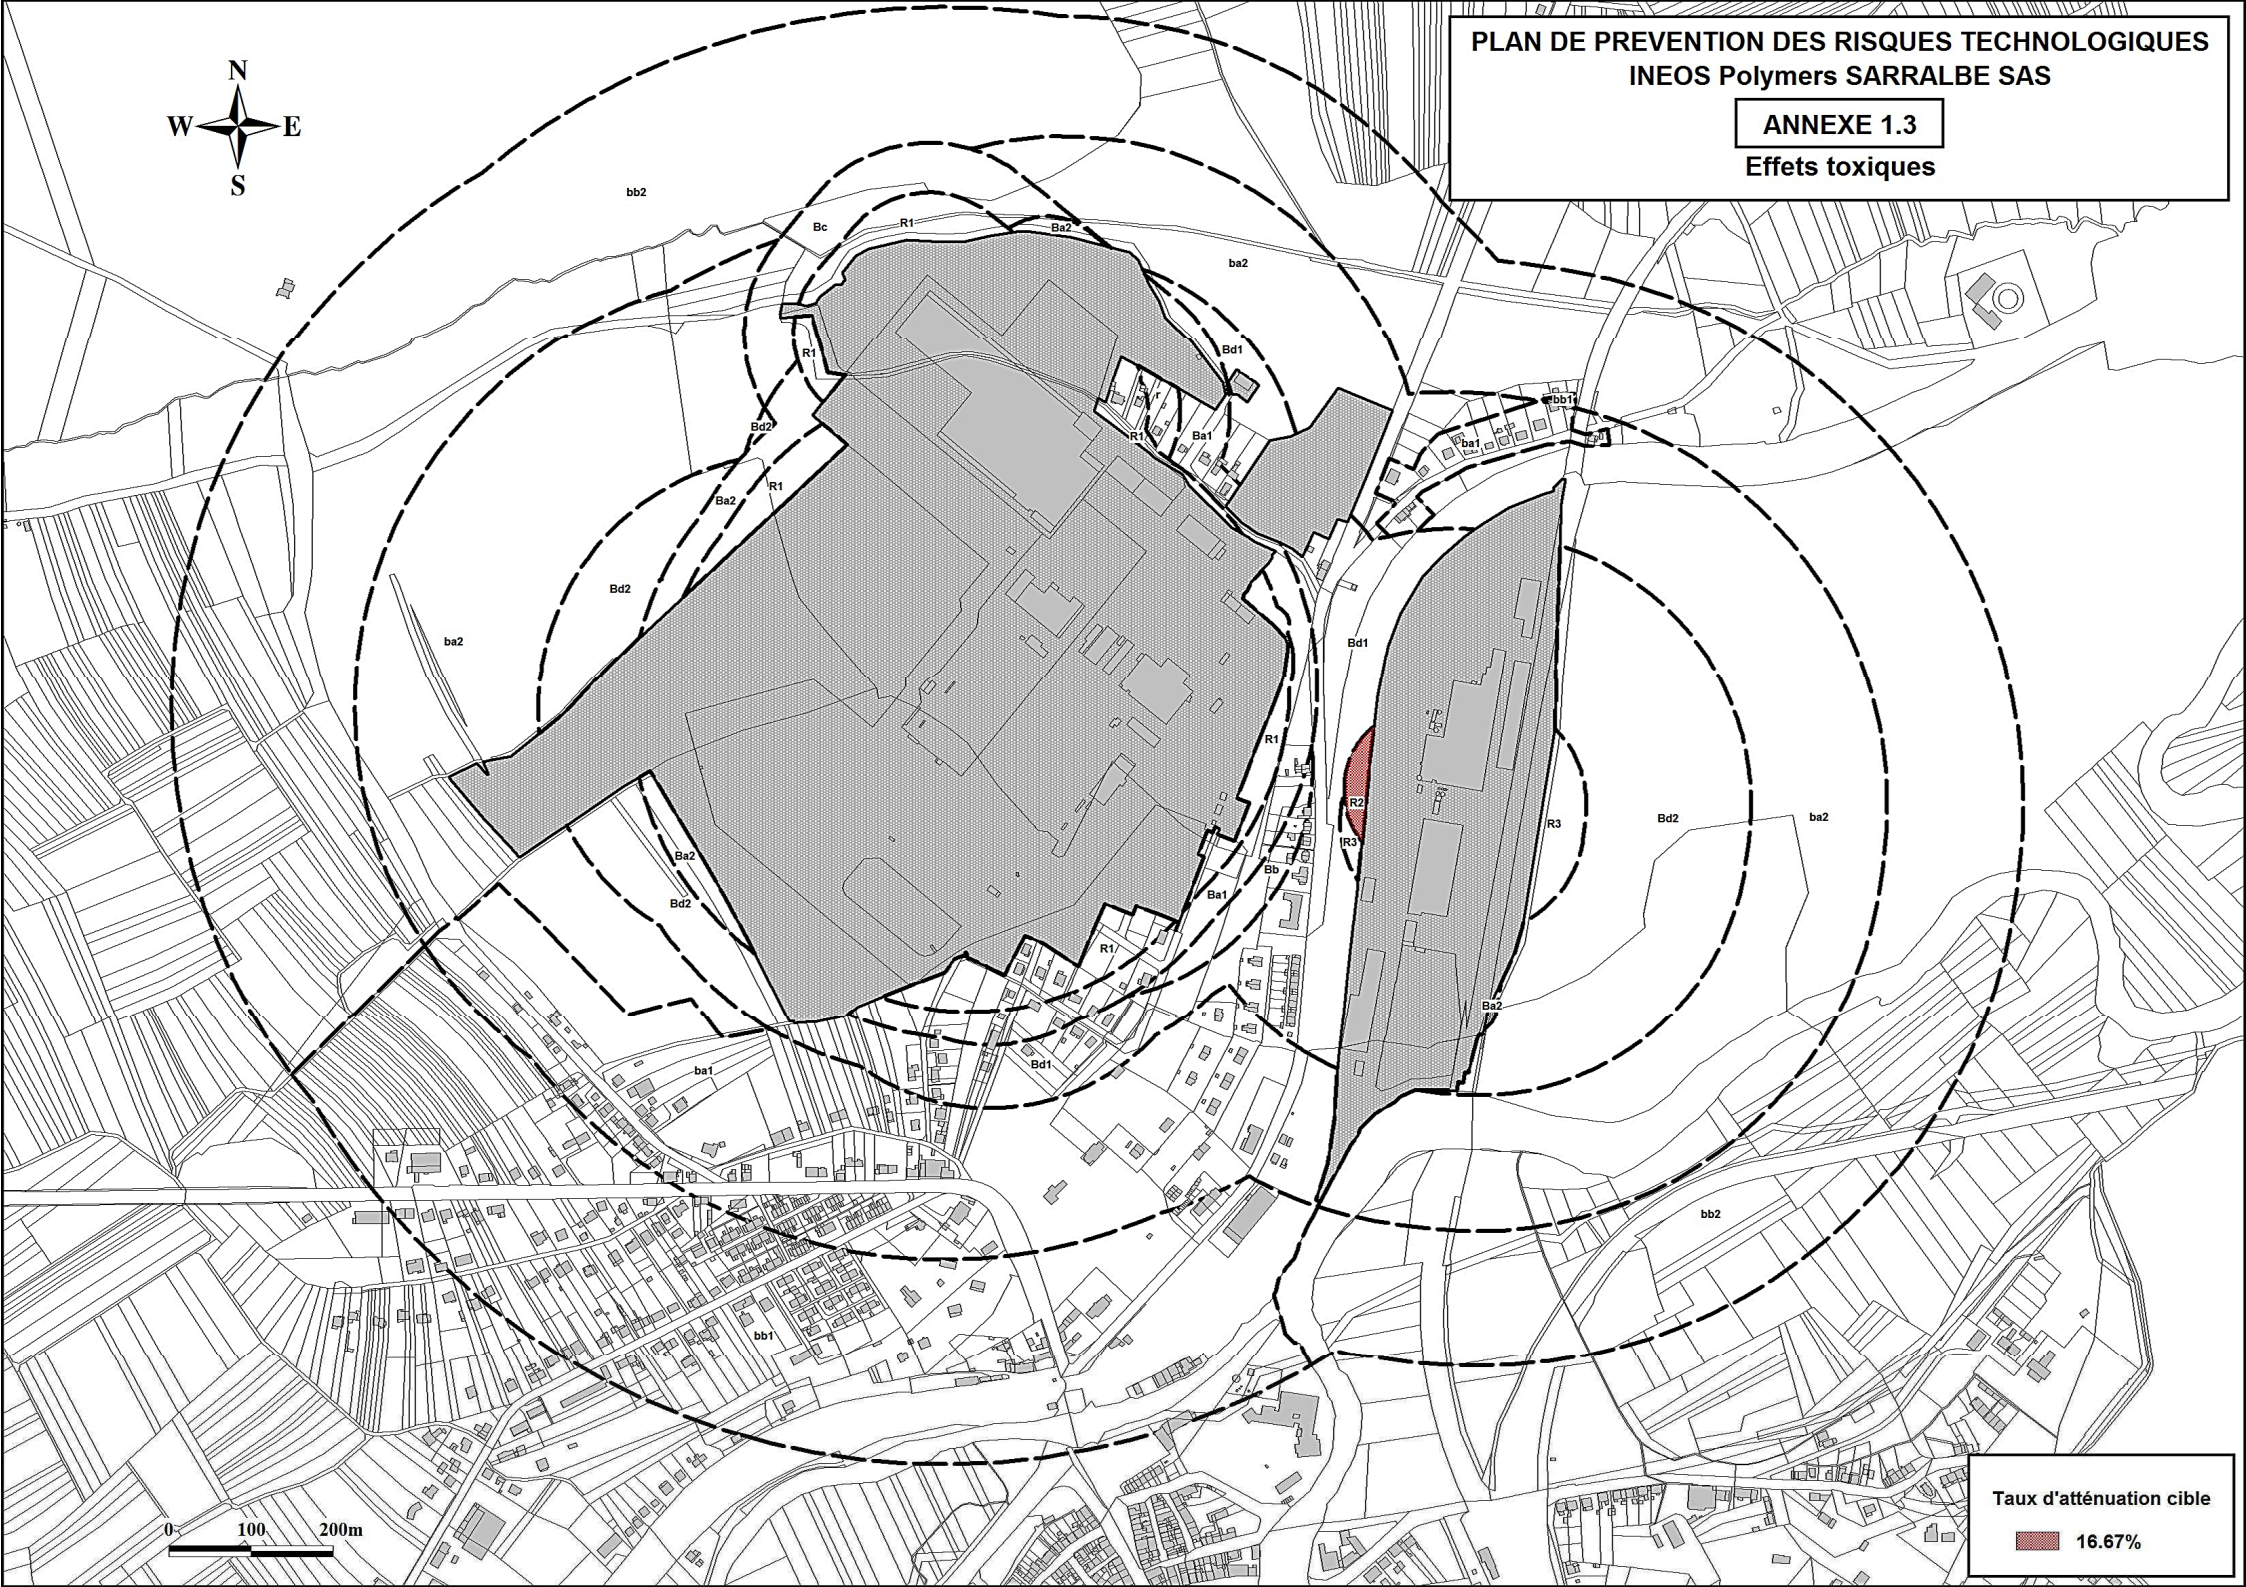 PLAN DE PREVENTION DES RISQUES TECHNOLOGIQUES
INEOS Polymers SARRALBE SAS
ANNEXE 1.3
Effets toxiques
N
W E
S
bb2
Bc
R1
Ba2
ba2
Bd1
R1
r
bb1
Bd2
R1
Ba1
ba1
Ba2
R1
Bd2
ba2
Bd1
R1
R2
R3
R3
Bd2
ba2
Ba2
Bb
Bd2
Ba1
R1
Ba2
Bd1
ba1
bb2
bb1
0 100 200m
Taux d'atténuation cible
16.67%